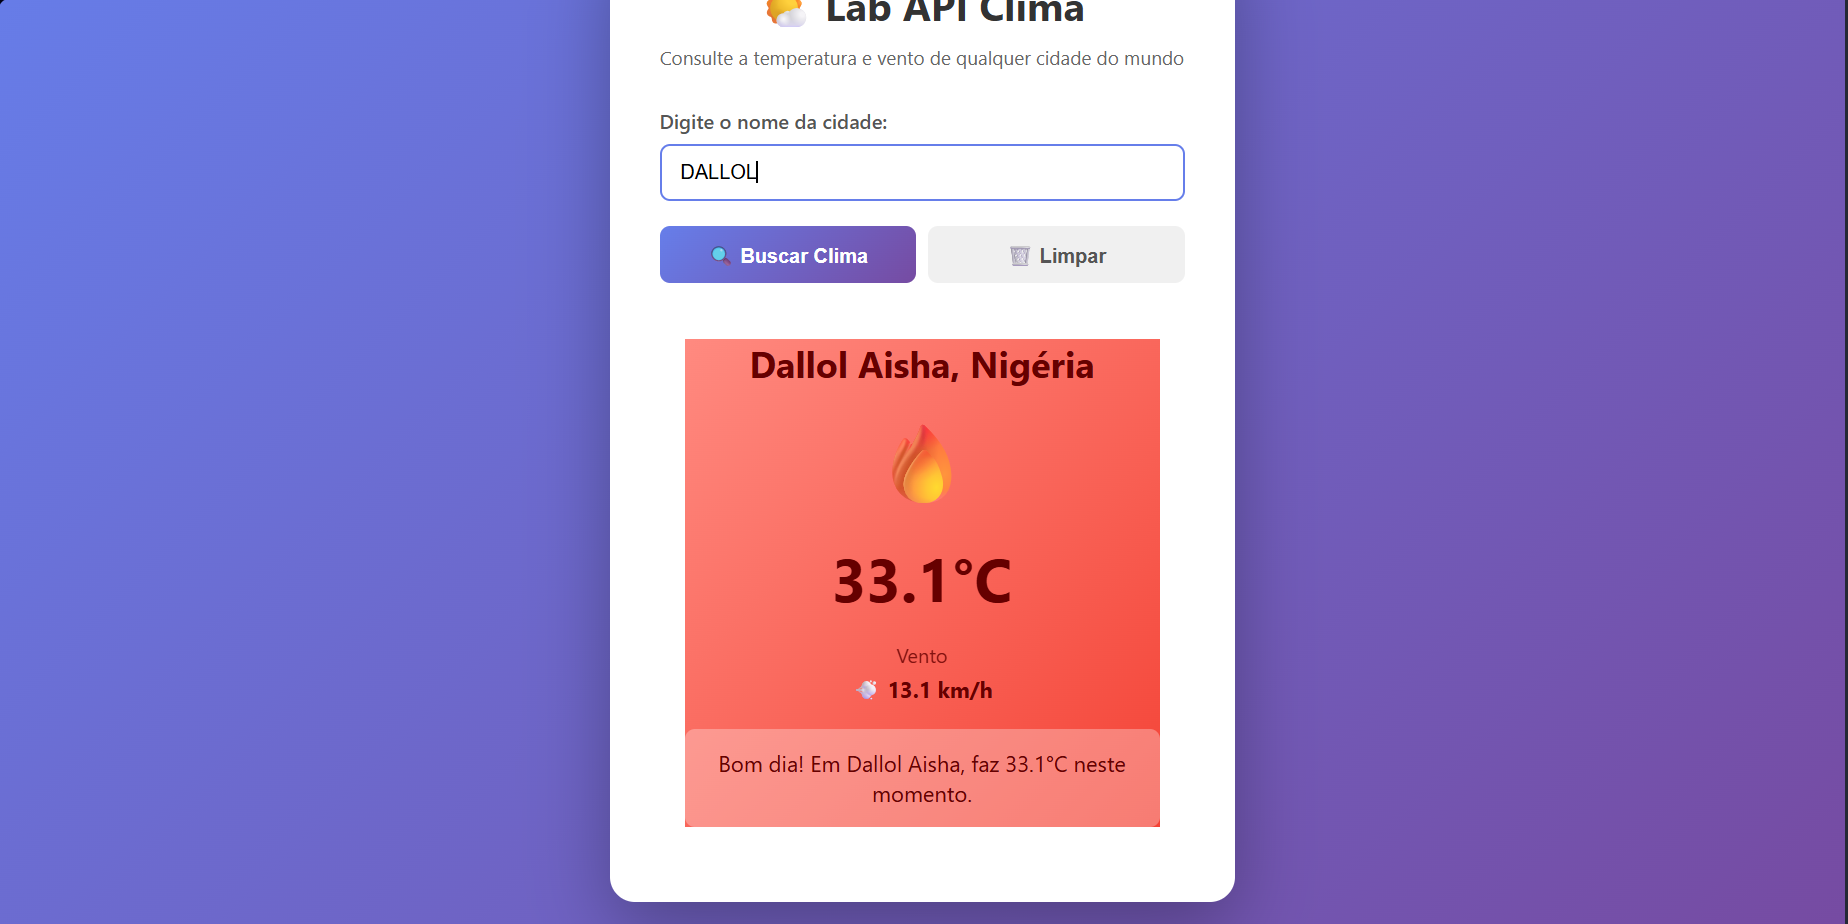 Lab API Clima
Consulte a temperatura e vento de qualquer cidade do mundo
Digite o nome da cidade:
DALLOL
Buscar Clima
Limpar
Dallol Aisha, Nigéria
33.1°C
Vento
13.1 km/h
Bom dia! Em Dallol Aisha, faz 33.1°C neste
momento.